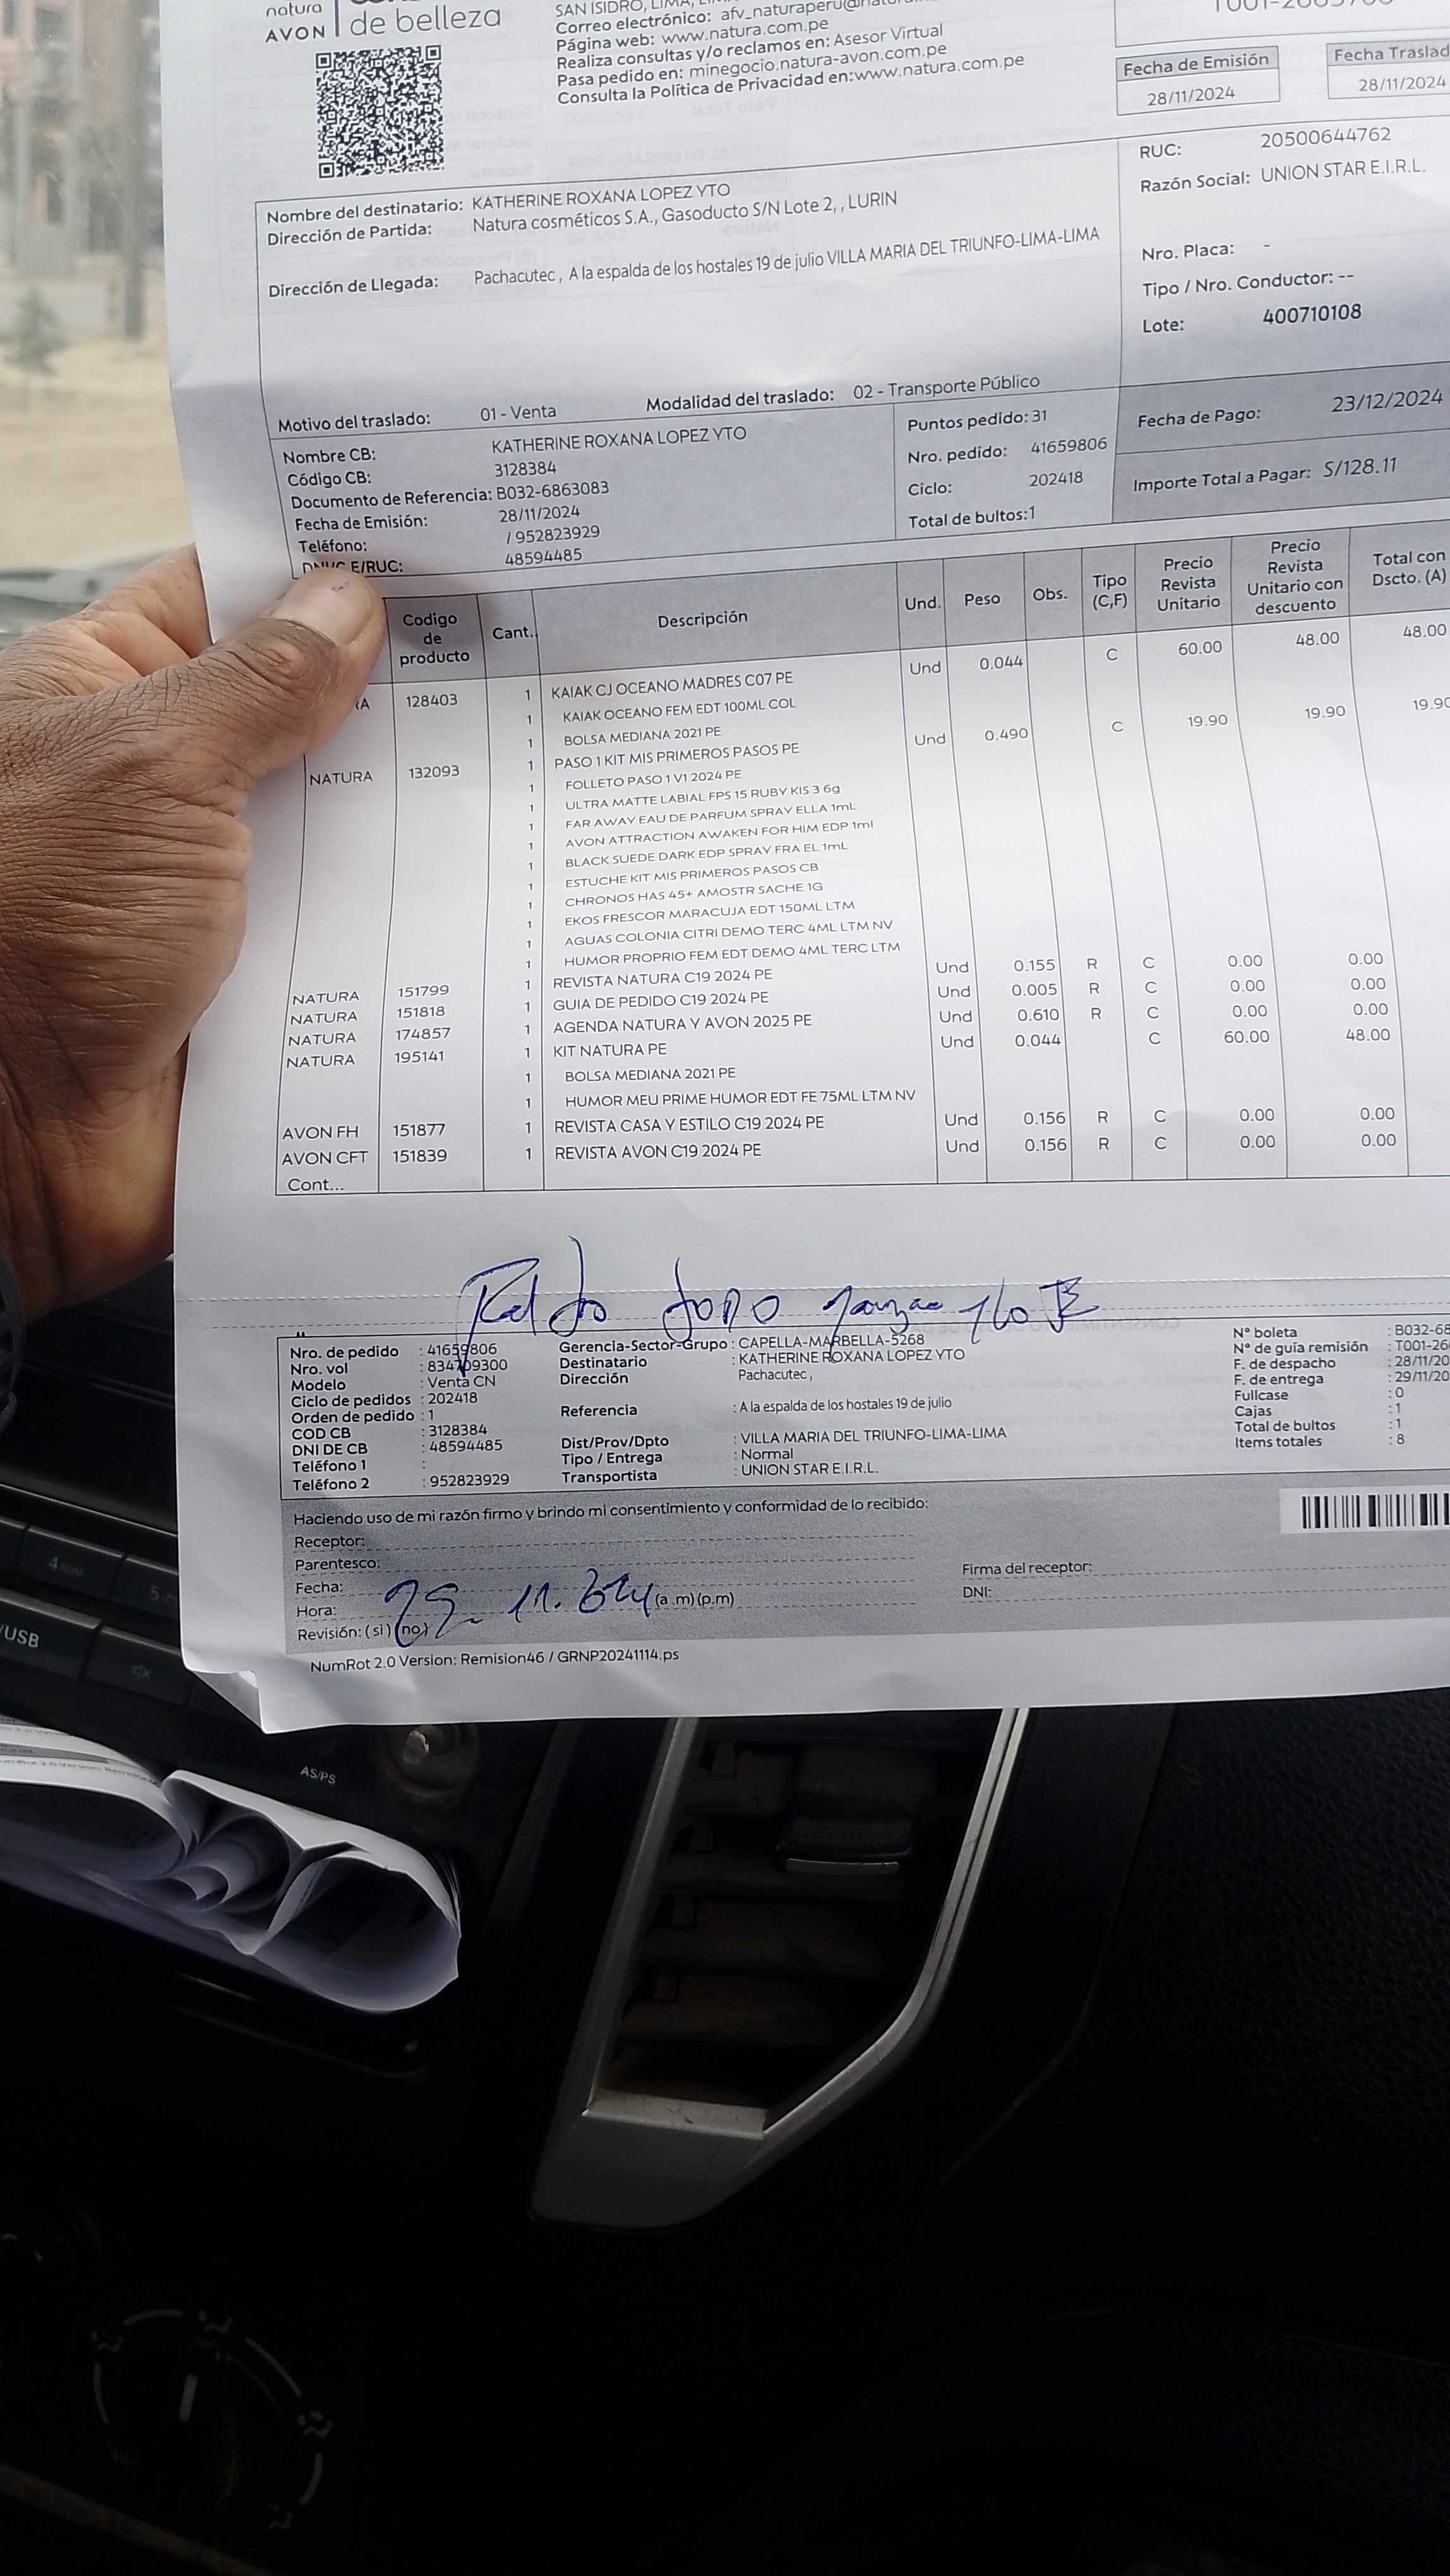 natura
AVON
de belleza
SAN ISIDRO, LIMA,
Correo electrónico: afv_naturaperu@
Página web: www.natura.com.pe
Realiza consultas y/o reclamos en: Asesor Virtual
Pasa pedido en: minegocio.natura-avon.com.pe
Consulta la Política de Privacidad en:www.natura.com.pe
Fecha de Emisión
28/11/2024
Fecha Traslad
28/11/2024
Nombre del destinatario: KATHERINE ROXANA LOPEZ YTO
Dirección de Partida: Natura cosméticos S.A., Gasoducto S/N Lote 2, , LURIN
Dirección de Llegada: Pachacutec , A la espalda de los hostales 19 de julio VILLA MARIA DEL TRIUNFO-LIMA-LIMA
RUC: 20500644762
Razón Social: UNION STAR E.I.R.L.
Nro. Placa: -
Tipo / Nro. Conductor: --
Lote: 400710108
Motivo del traslado: 01 - Venta Modalidad del traslado: 02 - Transporte Público
Nombre CB: KATHERINE ROXANA LOPEZ YTO
Código CB: 3128384
Documento de Referencia: B032-6863083
Fecha de Emisión: 28/11/2024
Teléfono: / 952823929
E/RUC: 48594485
Puntos pedido: 31
Nro. pedido: 41659806
Ciclo: 202418
Total de bultos:1
Fecha de Pago: 23/12/2024
Importe Total a Pagar: S/128.11
Codigo de producto Cant. Descripción Und. Peso Obs. Tipo (C,F) Precio Revista Unitario Precio Revista Unitario con descuento Total con Dscto. (A)
RA 128403 1 KAIAK CJ OCEANO MADRES C07 PE Und 0.044 C 60.00 48.00 48.00
1 KAIAK OCEANO FEM EDT 100ML COL
1 BOLSA MEDIANA 2021 PE
NATURA 132093 1 PASO 1 KIT MIS PRIMEROS PASOS PE Und 0.490 C 19.90 19.90 19.90
1 FOLLETO PASO 1 V1 2024 PE
1 ULTRA MATTE LABIAL FPS 15 RUBY KIS 3 6g
1 FAR AWAY EAU DE PARFUM SPRAY ELLA 1mL
1 AVON ATTRACTION AWAKEN FOR HIM EDP 1ml
1 BLACK SUEDE DARK EDP SPRAY FRA EL 1mL
1 ESTUCHE KIT MIS PRIMEROS PASOS CB
1 CHRONOS HAS 45+ AMOSTR SACHE 1G
1 EKOS FRESCOR MARACUJA EDT 150ML LTM
1 AGUAS COLONIA CITRI DEMO TERC 4ML LTM NV
1 HUMOR PROPRIO FEM EDT DEMO 4ML TERC LTM
NATURA 151799 1 REVISTA NATURA C19 2024 PE Und 0.155 R C 0.00 0.00
NATURA 151818 1 GUIA DE PEDIDO C19 2024 PE Und 0.005 R C 0.00 0.00
NATURA 174857 1 AGENDA NATURA Y AVON 2025 PE Und 0.610 R C 0.00 0.00
NATURA 195141 1 KIT NATURA PE Und 0.044 C 60.00 48.00
1 BOLSA MEDIANA 2021 PE
1 HUMOR MEU PRIME HUMOR EDT FE 75ML LTM NV
AVON FH 151877 1 REVISTA CASA Y ESTILO C19 2024 PE Und 0.156 R C 0.00 0.00
AVON CFT 151839 1 REVISTA AVON C19 2024 PE Und 0.156 R C 0.00 0.00
Cont...
Nro. de pedido : 41659806
Nro. vol : 834709300
Modelo : Venta CN
Ciclo de pedidos : 202418
Orden de pedido : 1
COD CB : 3128384
DNI DE CB : 48594485
Teléfono 1 :
Teléfono 2 : 952823929
Gerencia-Sector-Grupo : CAPELLA-MARBELLA-5268
Destinatario : KATHERINE ROXANA LOPEZ YTO
Dirección Pachacutec ,
Referencia : A la espalda de los hostales 19 de julio
Dist/Prov/Dpto : VILLA MARIA DEL TRIUNFO-LIMA-LIMA
Tipo / Entrega : Normal
Transportista : UNION STAR E.I.R.L.
N° boleta : B032-68
N° de guía remisión : T001-26
F. de despacho : 28/11/20
F. de entrega : 29/11/20
Fullcase : 0
Cajas : 1
Total de bultos : 1
Items totales : 8
Haciendo uso de mi razón firmo y brindo mi consentimiento y conformidad de lo recibido:
Receptor:
Parentesco:
Fecha:
Hora: (a .m) (p.m)
Revisión: ( si ) (no)
Firma del receptor:
DNI:
NumRot 2.0 Version: Remision46 / GRNP20241114.ps
/USB
AS/PS